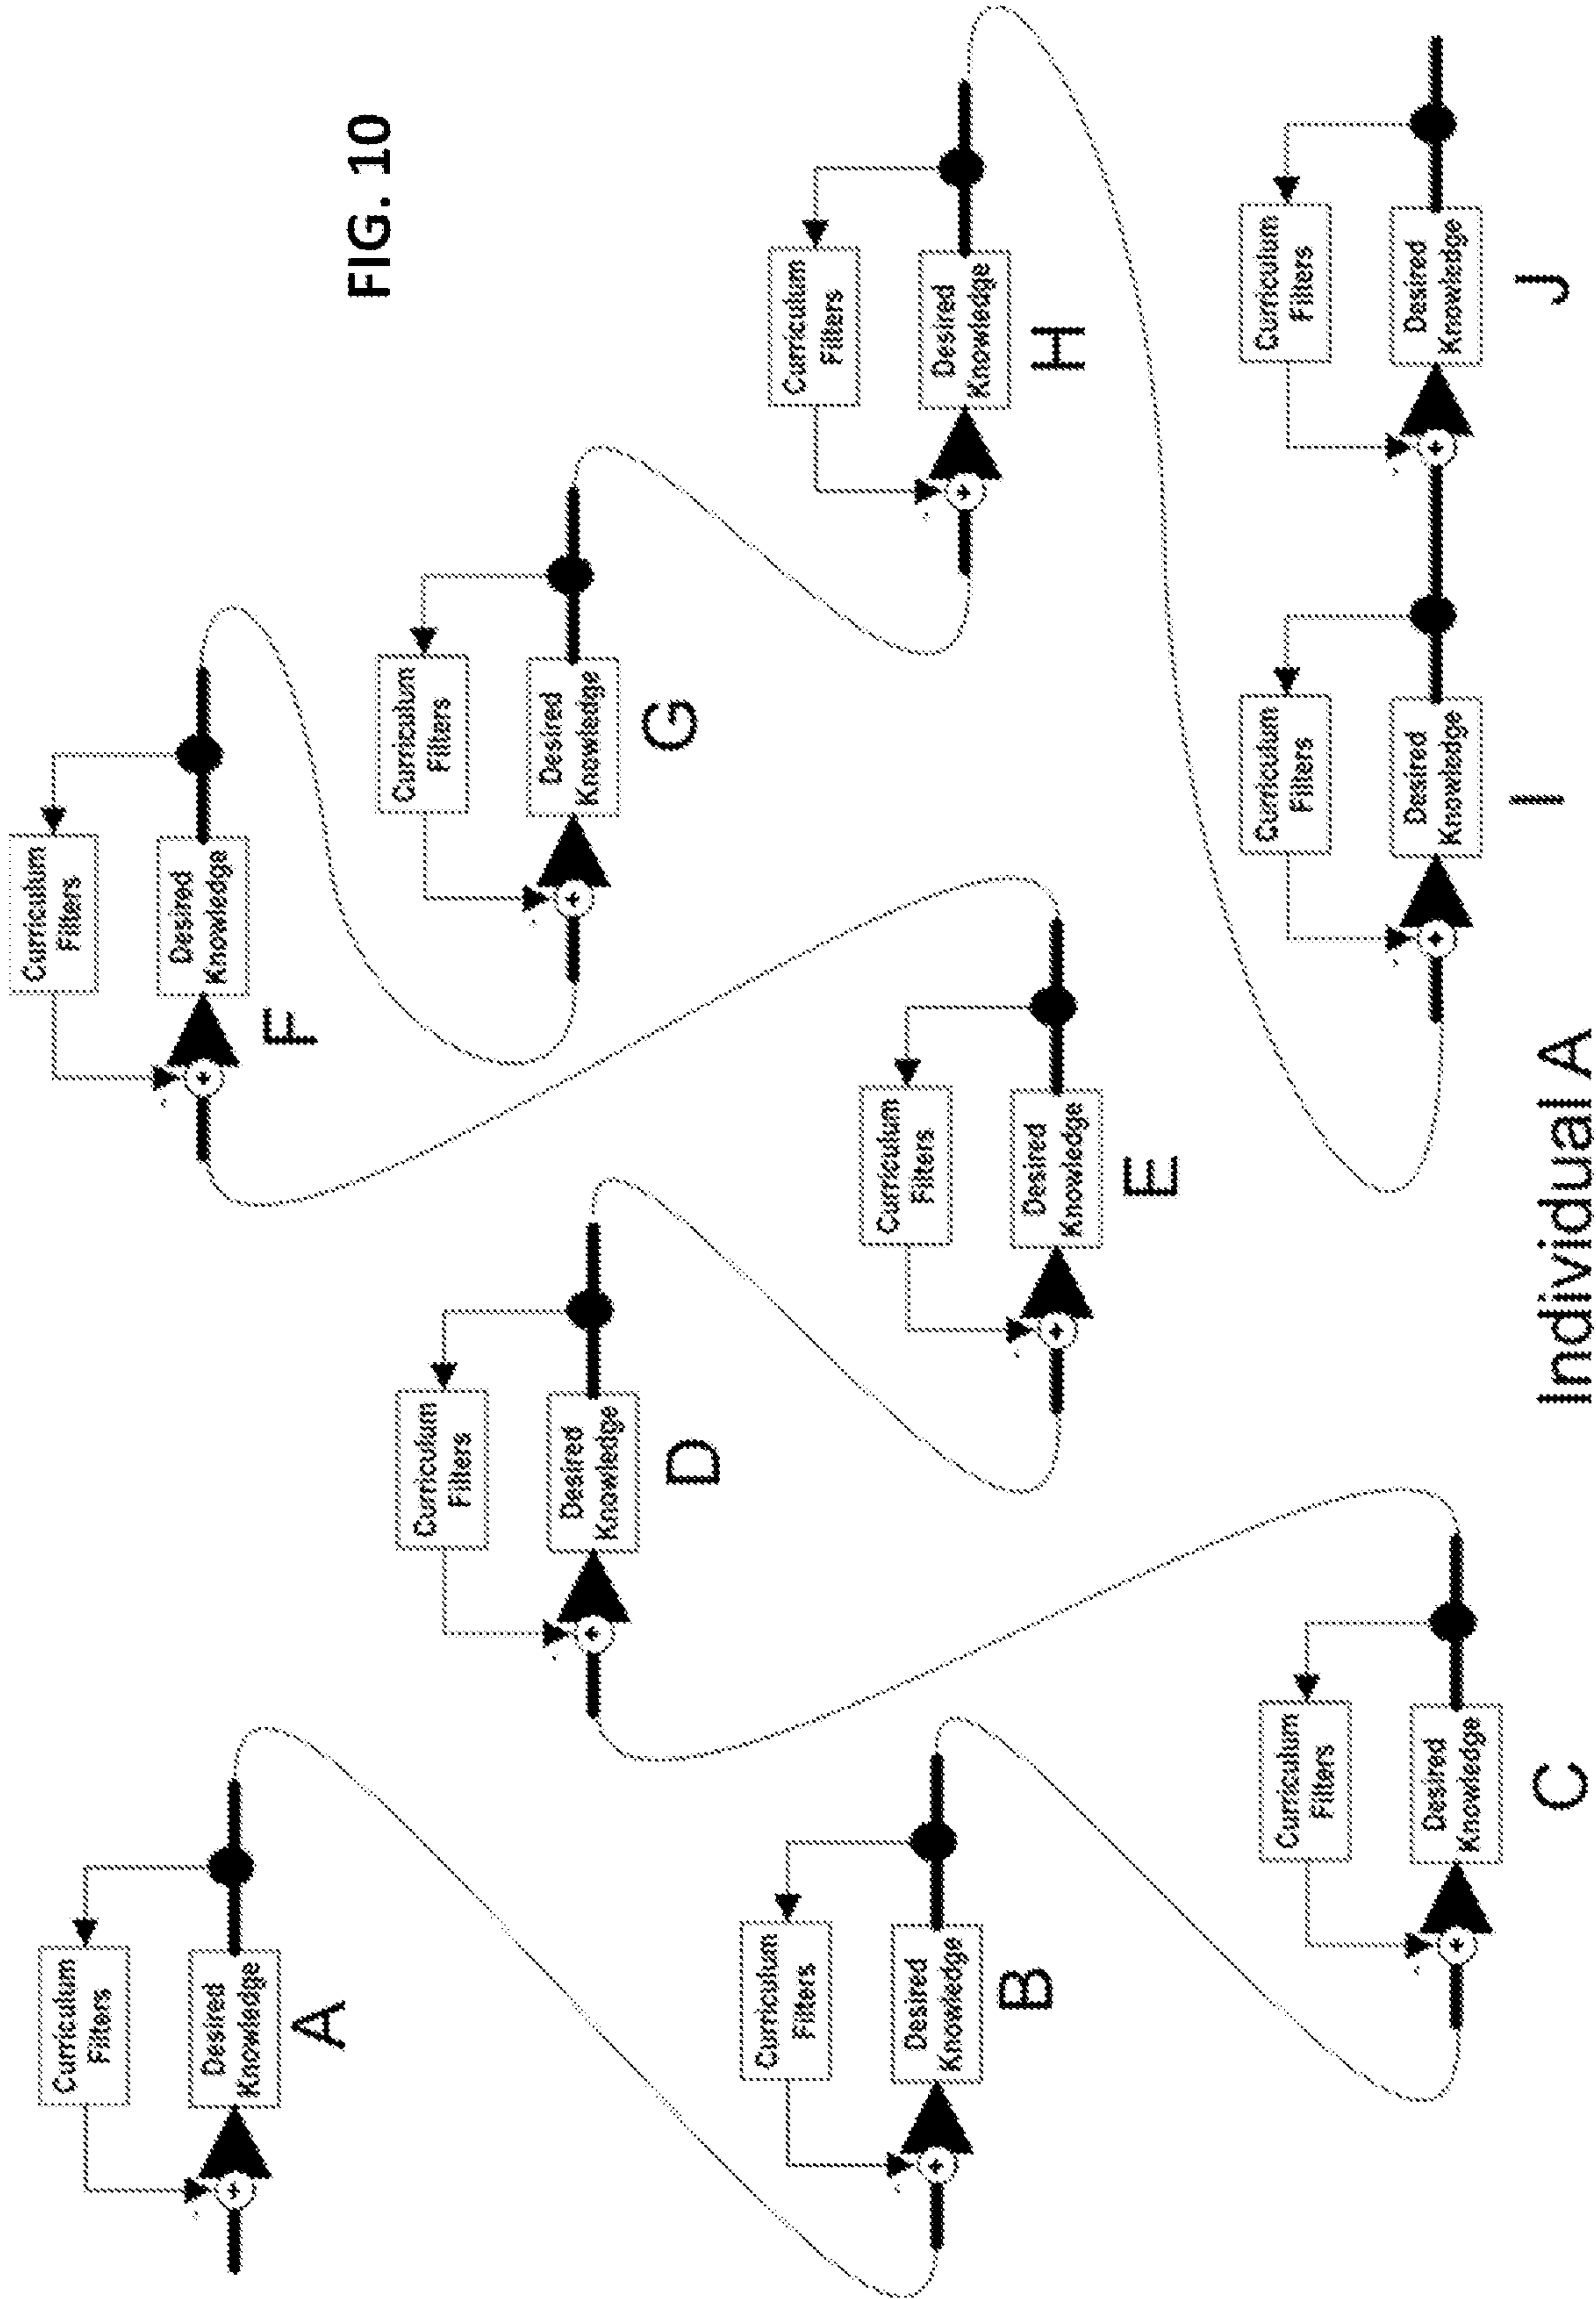 FIG. 10
Curriculum
Filters
Desired
Knowledge
A
Curriculum
Filters
Desired
Knowledge
B
Curriculum
Filters
Desired
Knowledge
C
Curriculum
Filters
Desired
Knowledge
D
Curriculum
Filters
Desired
Knowledge
E
Curriculum
Filters
Desired
Knowledge
F
Curriculum
Filters
Desired
Knowledge
G
Curriculum
Filters
Desired
Knowledge
H
Curriculum
Filters
Desired
Knowledge
I
Curriculum
Filters
Desired
Knowledge
J
Individual A